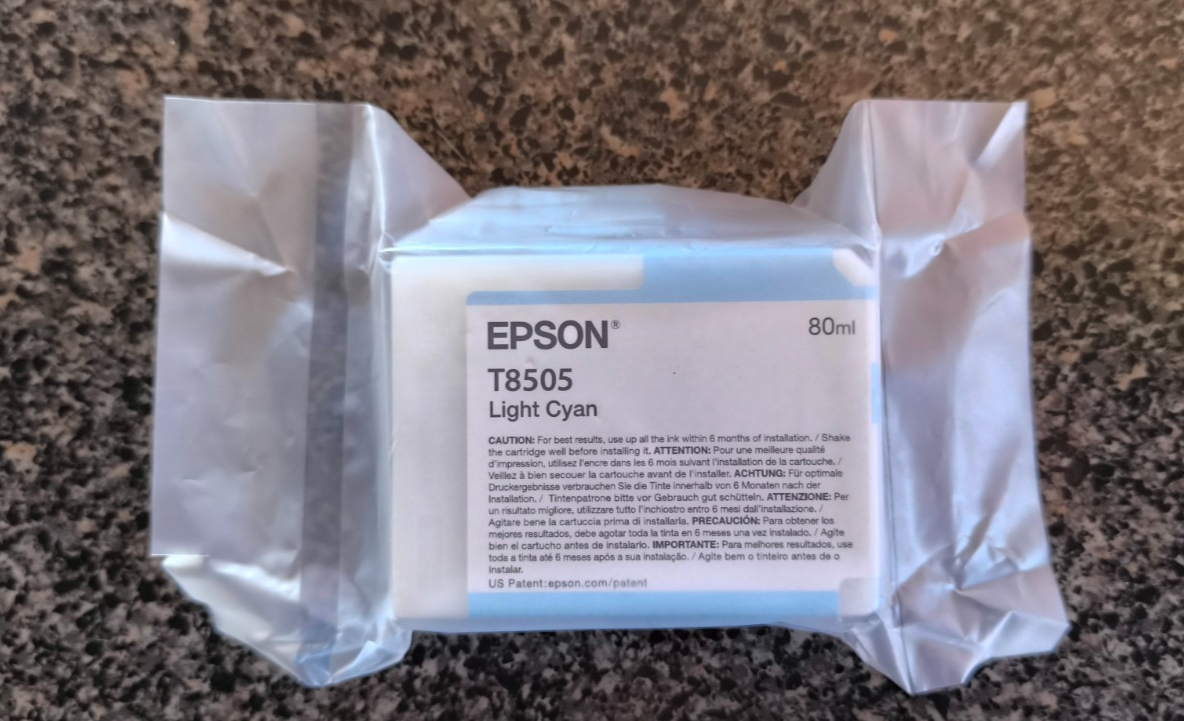 EPSON®
80ml
T8505
Light Cyan
CAUTION: For best results, use up all the ink within 6 months of installation. / Shake
the cartridge well before installing it. ATTENTION: Pour une meilleure qualité
d'impression, utilisez l'encre dans les 6 mois suivant l'installation de la cartouche. /
Veillez à bien secouer la cartouche avant de l'installer. ACHTUNG: Für optimale
Druckergebnisse verbrauchen Sie die Tinte innerhalb von 6 Monaten nach der
Installation. / Tintenpatrone bitte vor Gebrauch gut schütteln. ATTENZIONE: Per
un risultato migliore, utilizzare tutto l'inchiostro entro 6 mesi dall'installazione. /
Agitare bene la cartuccia prima di installarla. PRECAUCIÓN: Para obtener los
mejores resultados, debe agotar toda la tinta en 6 meses una vez instalado. / Agite
bien el cartucho antes de instalarlo. IMPORTANTE: Para melhores resultados, use
toda a tinta até 6 meses após a sua instalação. / Agite bem o tinteiro antes de o
instalar.
US Patent:epson.com/patent